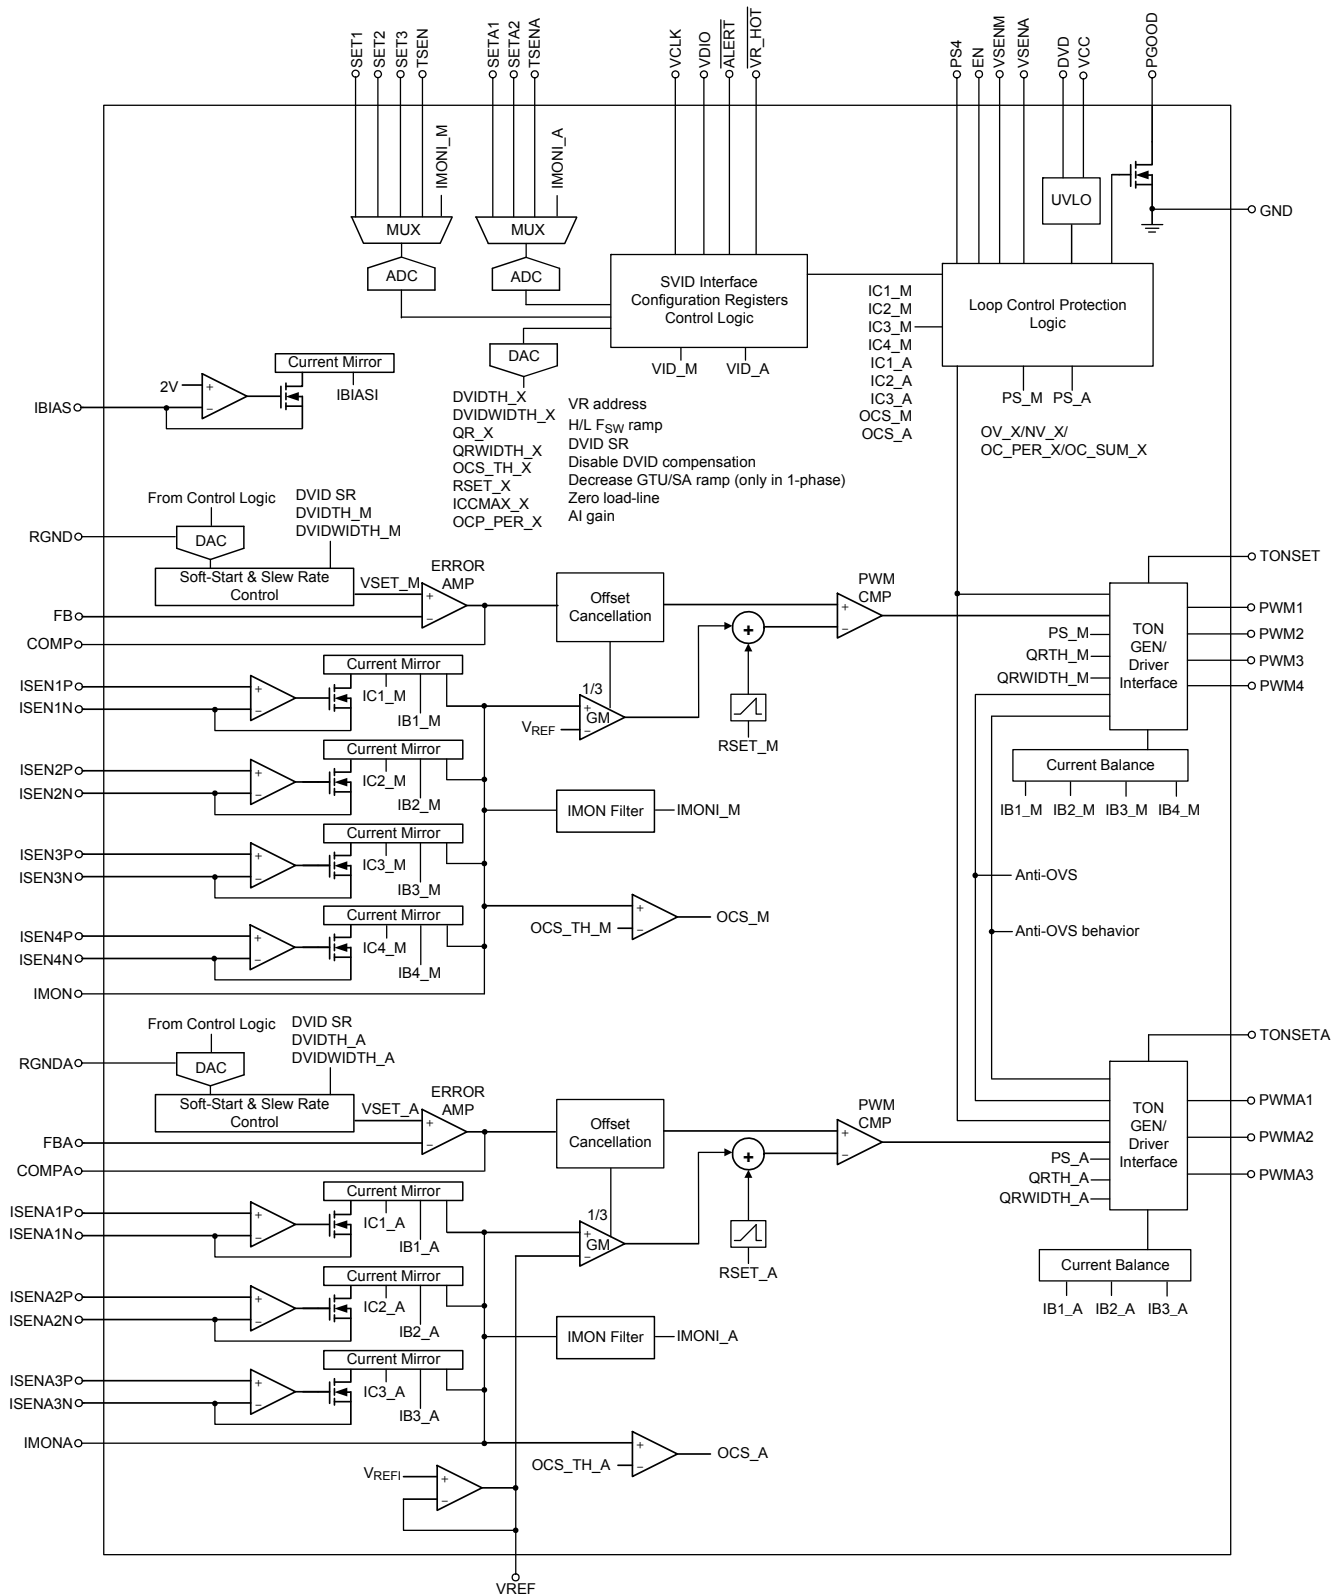 SET1
SET2
SET3
TSEN
SETA1
SETA2
TSENA
VCLK
VDIO
ALERT
VR_HOT
PS4
EN
VSENM
VSENA
DVD
VCC
PGOOD
IMONI_M
IMONI_A
MUX
MUX
UVLO
GND
ADC
ADC
SVID Interface
Configuration Registers
Control Logic
Loop Control Protection
Logic
IC1_M
IC2_M
IC3_M
IC4_M
IC1_A
IC2_A
IC3_A
OCS_M
OCS_A
DAC
VID_M
VID_A
PS_M
PS_A
OV_X/NV_X/
OC_PER_X/OC_SUM_X
Current Mirror
2V
+
−
IBIASI
IBIAS
DVIDTH_X
DVIDWIDTH_X
QR_X
QRWIDTH_X
OCS_TH_X
RSET_X
ICCMAX_X
OCP_PER_X
VR address
H/L FSW ramp
DVID SR
Disable DVID compensation
Decrease GTU/SA ramp (only in 1-phase)
Zero load-line
AI gain
From Control Logic
DVID SR
DVIDTH_M
DVIDWIDTH_M
RGND
DAC
Soft-Start & Slew Rate
Control
VSET_M
ERROR
AMP
+
−
FB
COMP
Offset
Cancellation
PWM
CMP
+
−
+
TONSET
TON
GEN/
Driver
Interface
PWM1
PWM2
PWM3
PWM4
PS_M
QRTH_M
QRWIDTH_M
ISEN1P
ISEN1N
+
−
Current Mirror
IC1_M
IB1_M
1/3
+
GM
−
VREF
RSET_M
ISEN2P
ISEN2N
+
−
Current Mirror
IC2_M
IB2_M
IMON Filter
IMONI_M
Current Balance
IB1_M
IB2_M
IB3_M
IB4_M
ISEN3P
ISEN3N
+
−
Current Mirror
IC3_M
IB3_M
Anti-OVS
ISEN4P
ISEN4N
+
−
Current Mirror
IC4_M
IB4_M
+
−
OCS_TH_M
OCS_M
Anti-OVS behavior
IMON
From Control Logic
DVID SR
DVIDTH_A
DVIDWIDTH_A
RGNDA
DAC
Soft-Start & Slew Rate
Control
VSET_A
ERROR
AMP
+
−
FBA
COMPA
Offset
Cancellation
PWM
CMP
+
−
+
TONSETA
TON
GEN/
Driver
Interface
PWMA1
PWMA2
PWMA3
PS_A
QRTH_A
QRWIDTH_A
ISENA1P
ISENA1N
+
−
Current Mirror
IC1_A
IB1_A
1/3
+
GM
−
RSET_A
Current Balance
IB1_A
IB2_A
IB3_A
ISENA2P
ISENA2N
+
−
Current Mirror
IC2_A
IB2_A
IMON Filter
IMONI_A
ISENA3P
ISENA3N
+
−
Current Mirror
IC3_A
IB3_A
IMONA
+
−
OCS_TH_A
OCS_A
VREFI
+
−
VREF